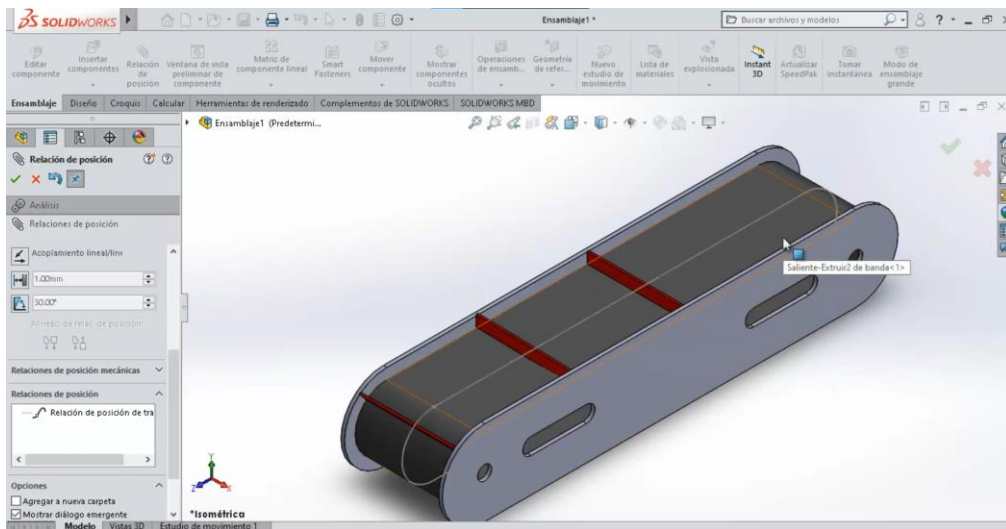 SOLIDWORKS
Ensamblaje1 *
Buscar archivos y modelos
Editar componente
Insertar componentes
Relación de posición
Ventana de vista preliminar de componente
Matriz de componente lineal
Smart Fasteners
Mover componente
Mostrar componentes ocultos
Operaciones de ensamb...
Geometría de refer...
Nuevo estudio de movimiento
Lista de materiales
Vista explosionada
Instant 3D
Actualizar SpeedPak
Tomar instantánea
Modo de ensamblaje grande
Ensamblaje Diseño Croquis Calcular Herramientas de renderizado Complementos de SOLIDWORKS SOLIDWORKS MBD
Ensamblaje1 (Predetermi...
Relación de posición
Análisis
Relaciones de posición
Acoplamiento lineal/line
1.00mm
30.00°
Alineac. de relac. de posición:
Relaciones de posición mecánicas
Relaciones de posición
Relación de posición de tra
Opciones
Agregar a nueva carpeta
Mostrar diálogo emergente
Saliente-Extruir2 de banda<1>
Y
Z
X
*Isométrica
Modelo Vistas 3D Estudio de movimiento 1